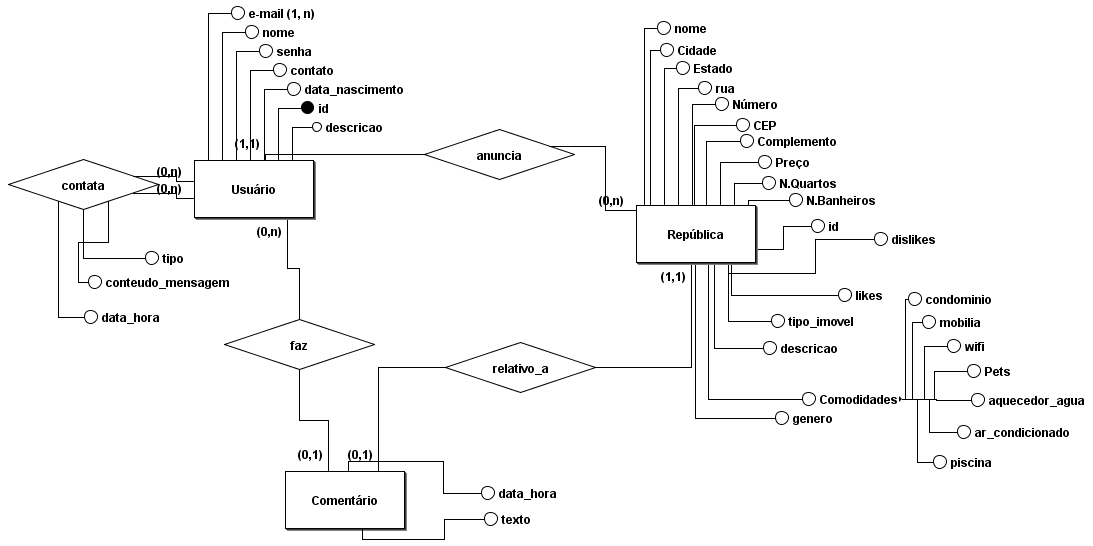 e-mail (1, n)
nome
senha
contato
data_nascimento
id
descricao
(1,1)
Usuário
(0,n)
(0,n)
contata
tipo
conteudo_mensagem
data_hora
(0,n)
anuncia
(0,n)
nome
Cidade
Estado
rua
Número
CEP
Complemento
Preço
N.Quartos
N.Banheiros
República
id
dislikes
(1,1)
likes
tipo_imovel
descricao
Comodidades
genero
condominio
mobilia
wifi
Pets
aquecedor_agua
ar_condicionado
piscina
faz
relativo_a
(0,1)
(0,1)
Comentário
data_hora
texto